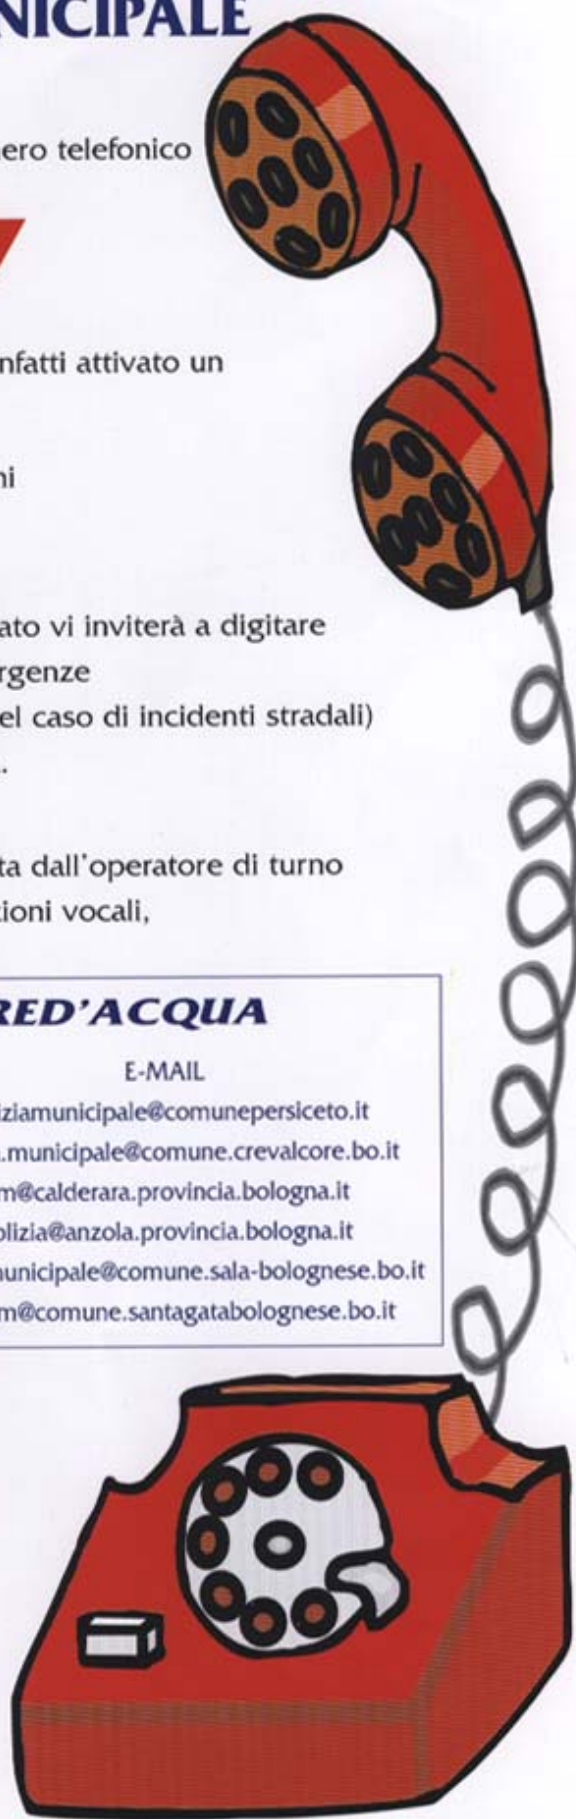 NICIPALE
ero telefonico
nfatti attivato un
ni
ato vi inviterà a digitare
rgenze
el caso di incidenti stradali)
.
ta dall'operatore di turno
zioni vocali,
RED'ACQUA
E-MAIL
iziamunicipale@comunepersiceto.it
.municipale@comune.crevalcore.bo.it
m@calderara.provincia.bologna.it
olizia@anzola.provincia.bologna.it
unicipale@comune.sala-bolognese.bo.it
m@comune.santagatabolognese.bo.it